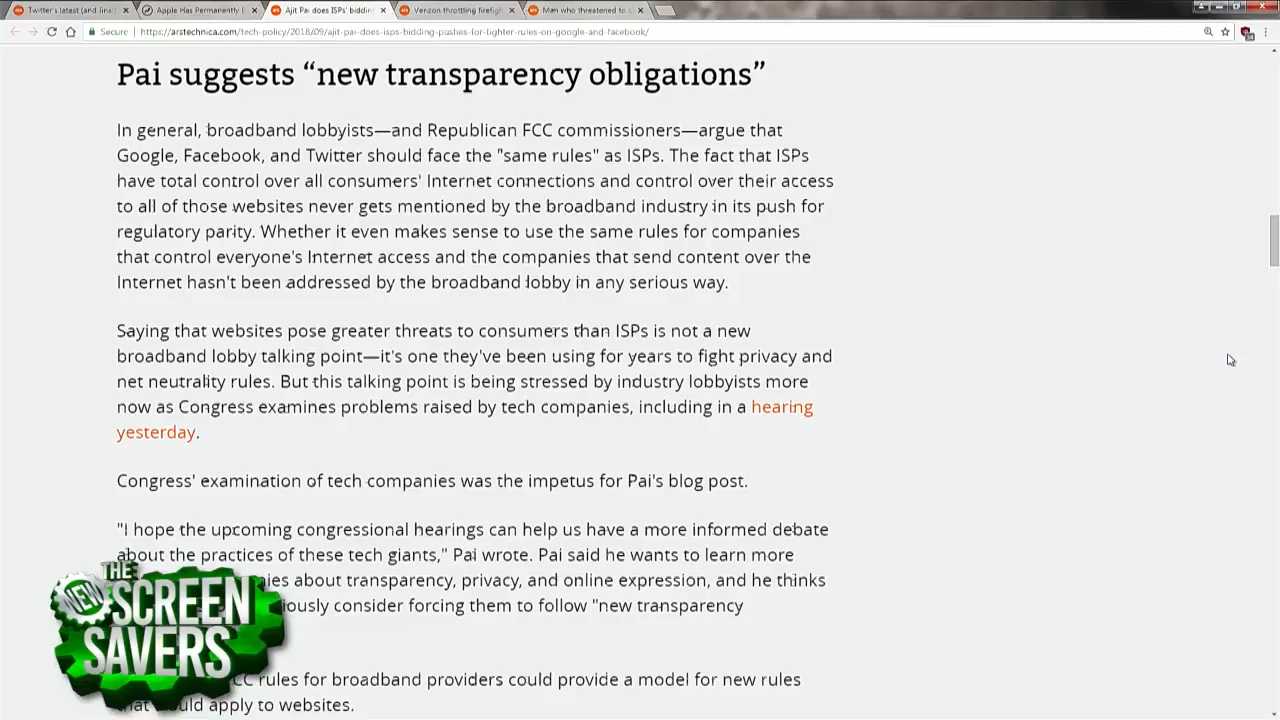 Twitter's latest (and final
Apple Has Permanently
Ajit Pai does ISPs' bidding
Verizon throttling firefigh
Man who threatened to
Secure
https://arstechnica.com/tech-policy/2018/09/ajit-pai-does-isps-bidding-pushes-for-tighter-rules-on-google-and-facebook/
Pai suggests “new transparency obligations”
In general, broadband lobbyists—and Republican FCC commissioners—argue that
Google, Facebook, and Twitter should face the "same rules" as ISPs. The fact that ISPs
have total control over all consumers' Internet connections and control over their access
to all of those websites never gets mentioned by the broadband industry in its push for
regulatory parity. Whether it even makes sense to use the same rules for companies
that control everyone's Internet access and the companies that send content over the
Internet hasn't been addressed by the broadband lobby in any serious way.
Saying that websites pose greater threats to consumers than ISPs is not a new
broadband lobby talking point—it's one they've been using for years to fight privacy and
net neutrality rules. But this talking point is being stressed by industry lobbyists more
now as Congress examines problems raised by tech companies, including in a hearing
yesterday.
Congress' examination of tech companies was the impetus for Pai's blog post.
"I hope the upcoming congressional hearings can help us have a more informed debate
about the practices of these tech giants," Pai wrote. Pai said he wants to learn more
ies about transparency, privacy, and online expression, and he thinks
iously consider forcing them to follow "new transparency
CC rules for broadband providers could provide a model for new rules
that would apply to websites.
THE
NEW
SCREEN
SAVERS